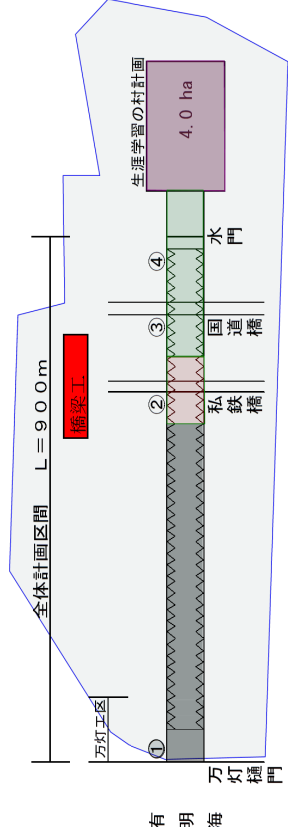 生涯学習の村計画
4.0 ha
水門
④
国道橋
③
私鉄橋
②
橋梁工
全体計画区間 L=900m
万灯工区
①
万灯樋門
有明海